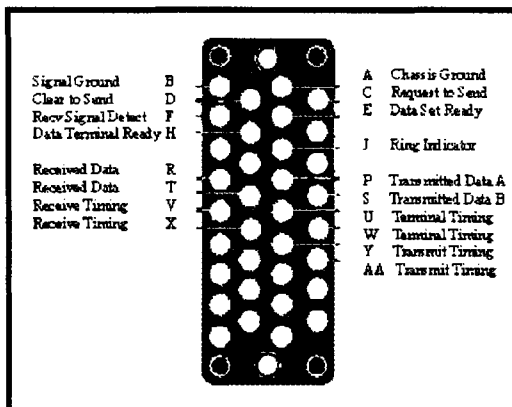 Signal Ground B
Clear to Send D
Recv Signal Detect F
Data Terminal Ready H
Received Data R
Received Data T
Receive Timing V
Receive Timing X
A Chassis Ground
C Request to Send
E Data Set Ready
J Ring Indicator
P Transmitted Data A
S Transmitted Data B
U Terminal Timing
W Terminal Timing
Y Transmit Timing
AA Transmit Timing